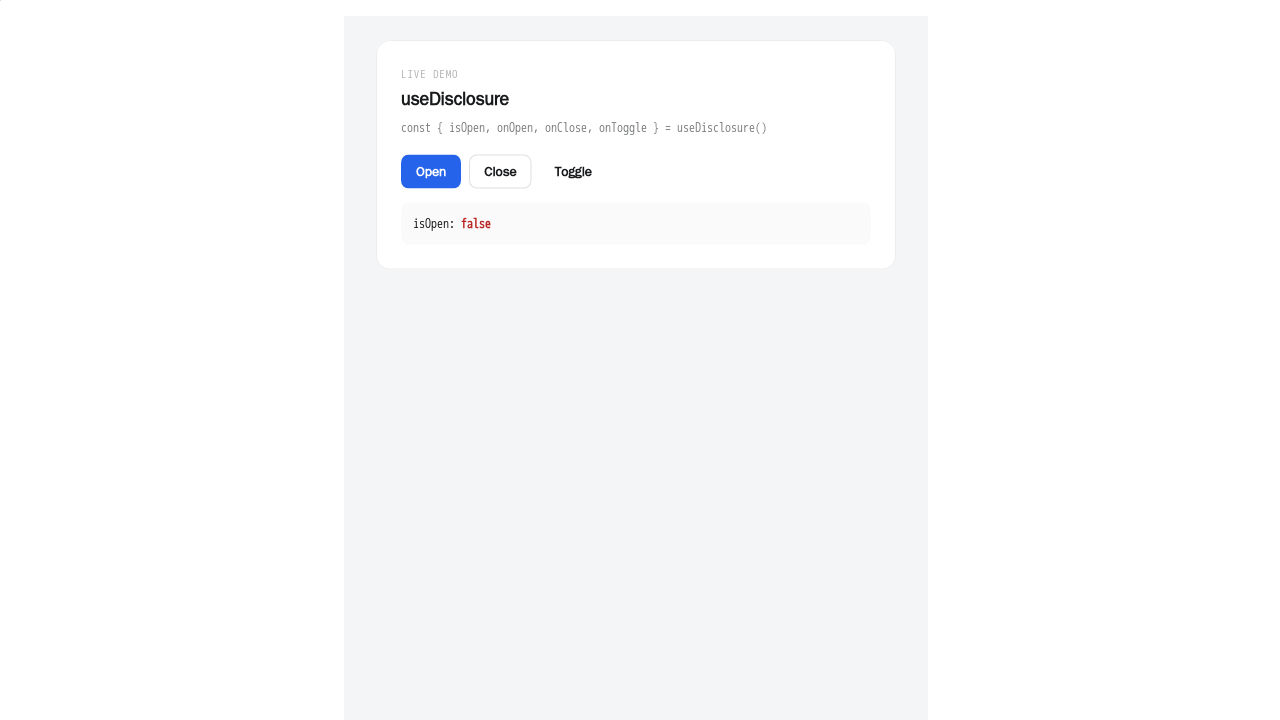 LIVE DEMO
useDisclosure
const { isOpen, onOpen, onClose, onToggle } = useDisclosure()
Open Close Toggle
isOpen: false